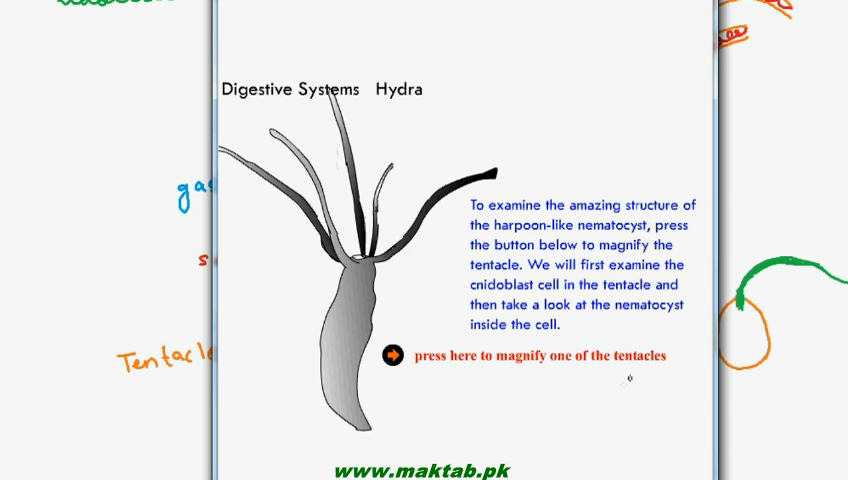 Digestive Systems Hydra
To examine the amazing structure of
the harpoon-like nematocyst, press
the button below to magnify the
tentacle. We will first examine the
cnidoblast cell in the tentacle and
then take a look at the nematocyst
inside the cell.
press here to magnify one of the tentacles
Tentacle
www.maktab.pk